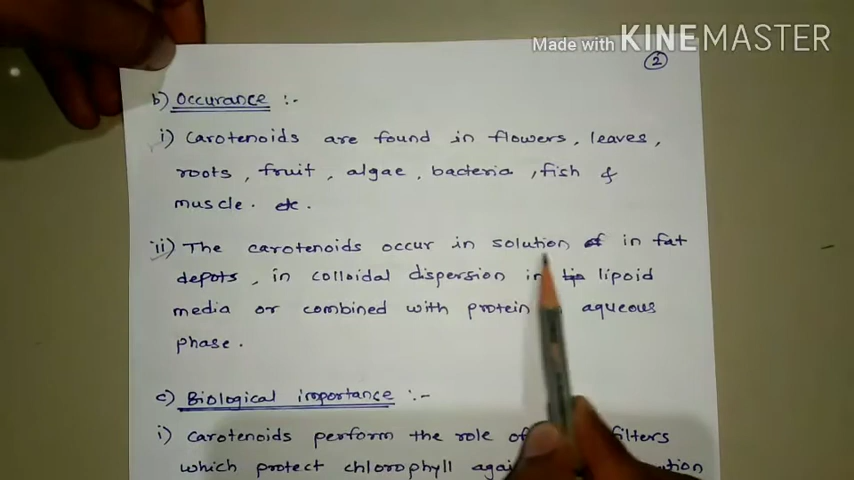 Made with KINEMASTER
2
b) Occurance :-
i) Carotenoids are found in flowers, leaves,
roots, fruit, algae, bacteria, fish &
muscle. etc.
ii) The carotenoids occur in solution in fat
depots, in colloidal dispersion in lipoid
media or combined with protein aqueous
phase.
c) Biological importance :-
i) Carotenoids perform the role of filters
which protect chlorophyll